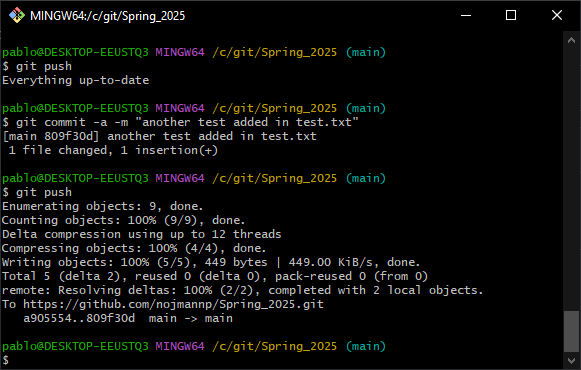 MINGW64:/c/git/Spring_2025
pablo@DESKTOP-EEUSTQ3 MINGW64 /c/git/Spring_2025 (main)
$ git push
Everything up-to-date
pablo@DESKTOP-EEUSTQ3 MINGW64 /c/git/Spring_2025 (main)
$ git commit -a -m "another test added in test.txt"
[main 809f30d] another test added in test.txt
 1 file changed, 1 insertion(+)
pablo@DESKTOP-EEUSTQ3 MINGW64 /c/git/Spring_2025 (main)
$ git push
Enumerating objects: 9, done.
Counting objects: 100% (9/9), done.
Delta compression using up to 12 threads
Compressing objects: 100% (4/4), done.
Writing objects: 100% (5/5), 449 bytes | 449.00 KiB/s, done.
Total 5 (delta 2), reused 0 (delta 0), pack-reused 0 (from 0)
remote: Resolving deltas: 100% (2/2), completed with 2 local objects.
To https://github.com/nojmannp/Spring_2025.git
   a905554..809f30d  main -> main
pablo@DESKTOP-EEUSTQ3 MINGW64 /c/git/Spring_2025 (main)
$